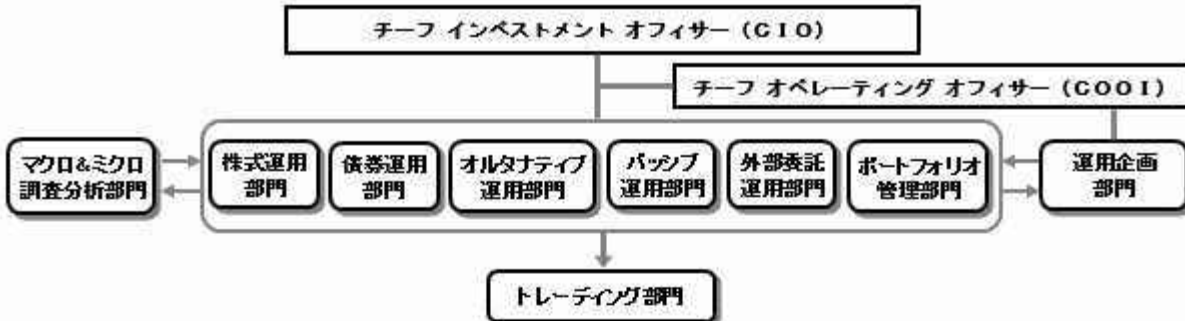 チーフ インベストメント オフィサー (CIO)
チーフ オペレーティング オフィサー (COOI)
マクロ&ミクロ
調査分析部門
株式運用
部門
債券運用
部門
オルタナティブ
運用部門
パッシブ
運用部門
外部委託
運用部門
ポートフォリオ
管理部門
運用企画
部門
トレーディング部門